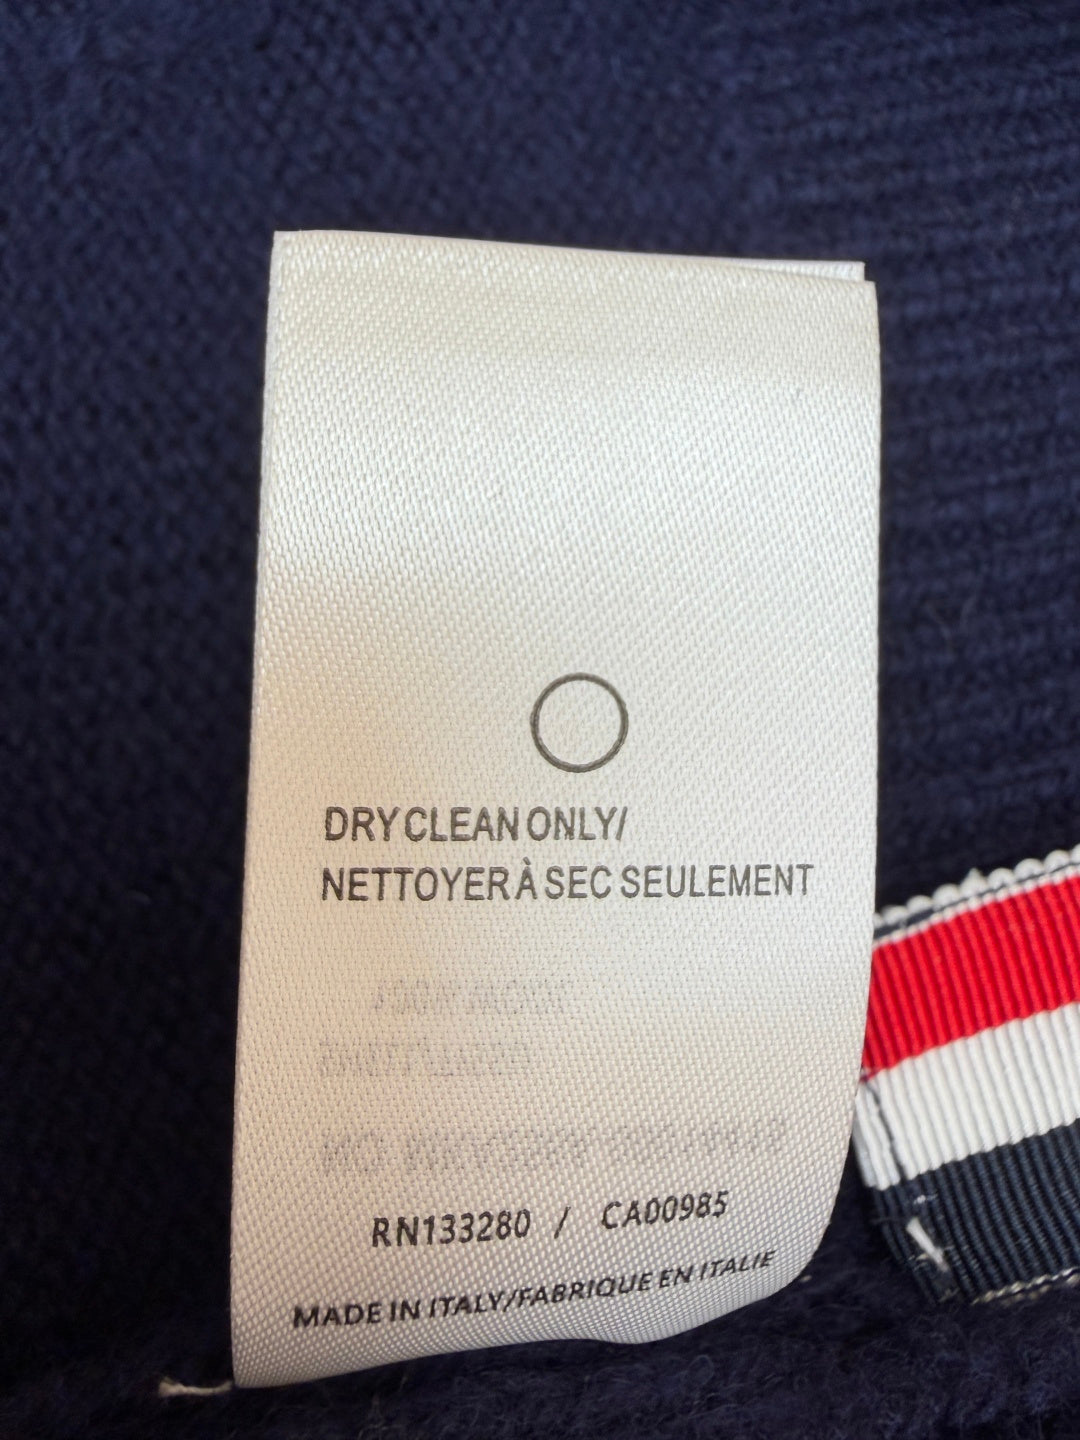 DRY CLEAN ONLY/
NETTOYER À SEC SEULEMENT
RN133280 / CA00985
MADE IN ITALY/FABRIQUE EN ITALIE